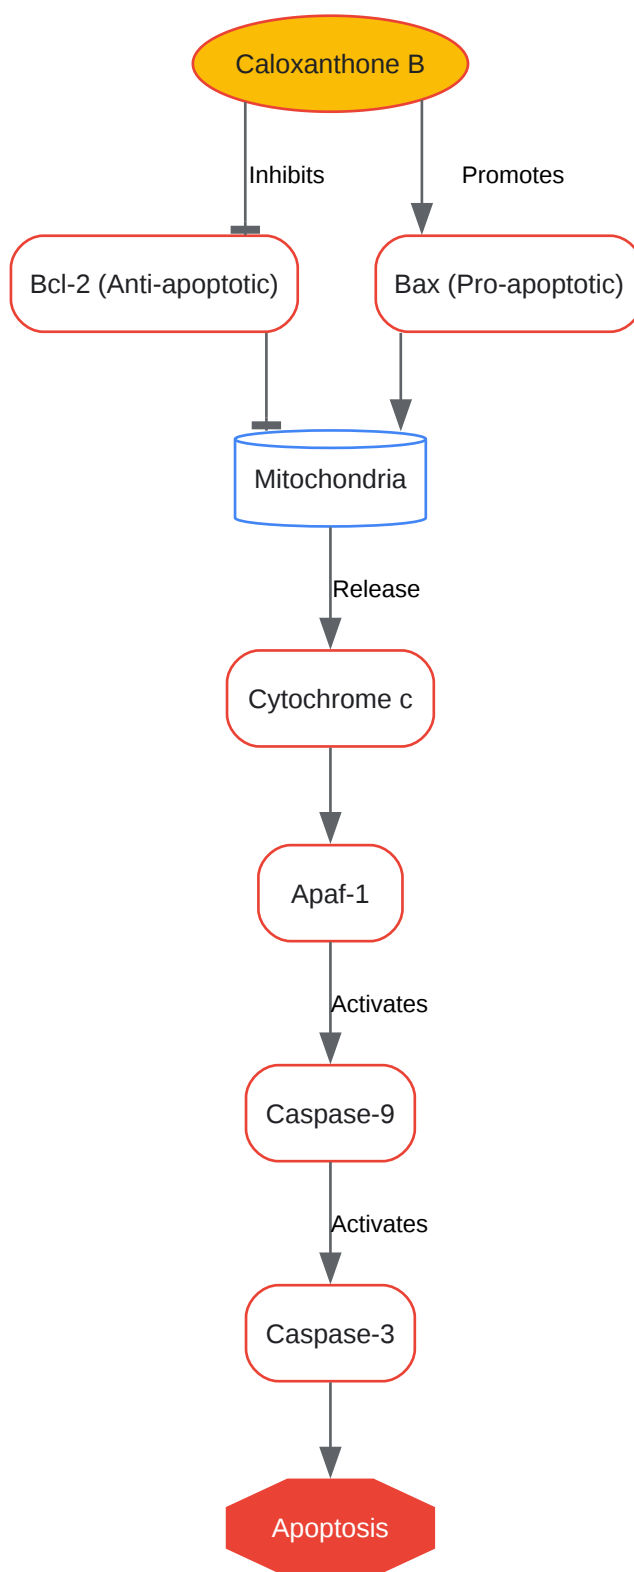 Caloxanthone B
Inhibits
Promotes
Bcl-2 (Anti-apoptotic)
Bax (Pro-apoptotic)
Mitochondria
Release
Cytochrome c
Apaf-1
Activates
Caspase-9
Activates
Caspase-3
Apoptosis